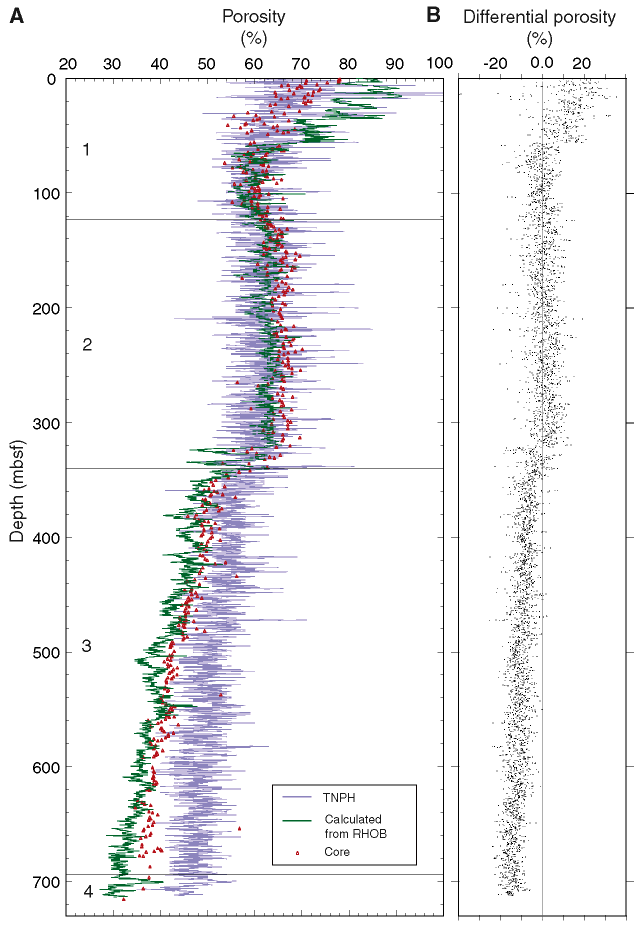 A
Porosity
(%)
B
Differential porosity
(%)
20 30 40 50 60 70 80 90 100
-20 0.0 20
0
1
100
200
2
300
Depth (mbsf)
400
500
3
600
TNPH
Calculated
from RHOB
Core
700
4